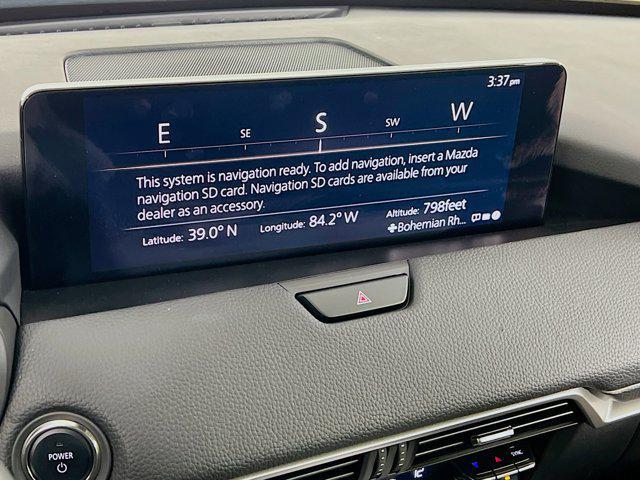 3:37 pm
E SE S SW W
This system is navigation ready. To add navigation, insert a Mazda
navigation SD card. Navigation SD cards are available from your
dealer as an accessory.
Latitude: 39.0° N Longitude: 84.2° W Altitude: 798feet
Bohemian Rh...
POWER
SYNC